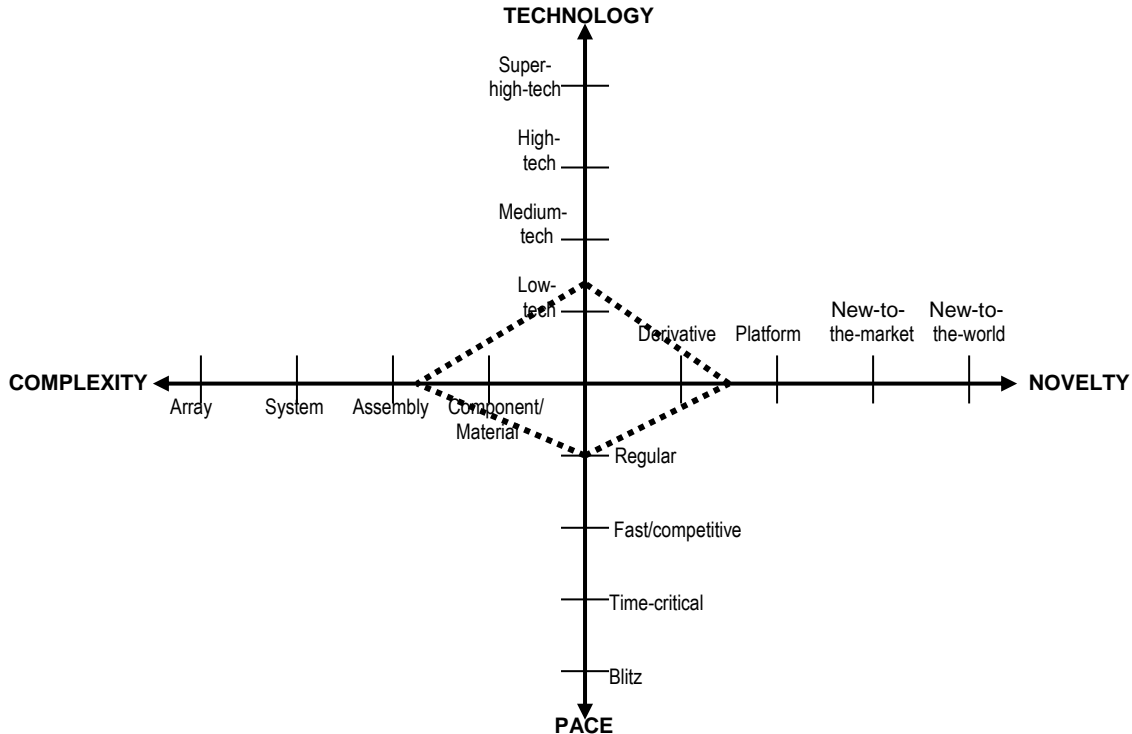 TECHNOLOGY
Super-
high-tech
High-
tech
Medium-
tech
Low-
tech
Derivative
Platform
New-to-
the-market
New-to-
the-world
COMPLEXITY
NOVELTY
Array
System
Assembly
Component/
Material
Regular
Fast/competitive
Time-critical
Blitz
PACE